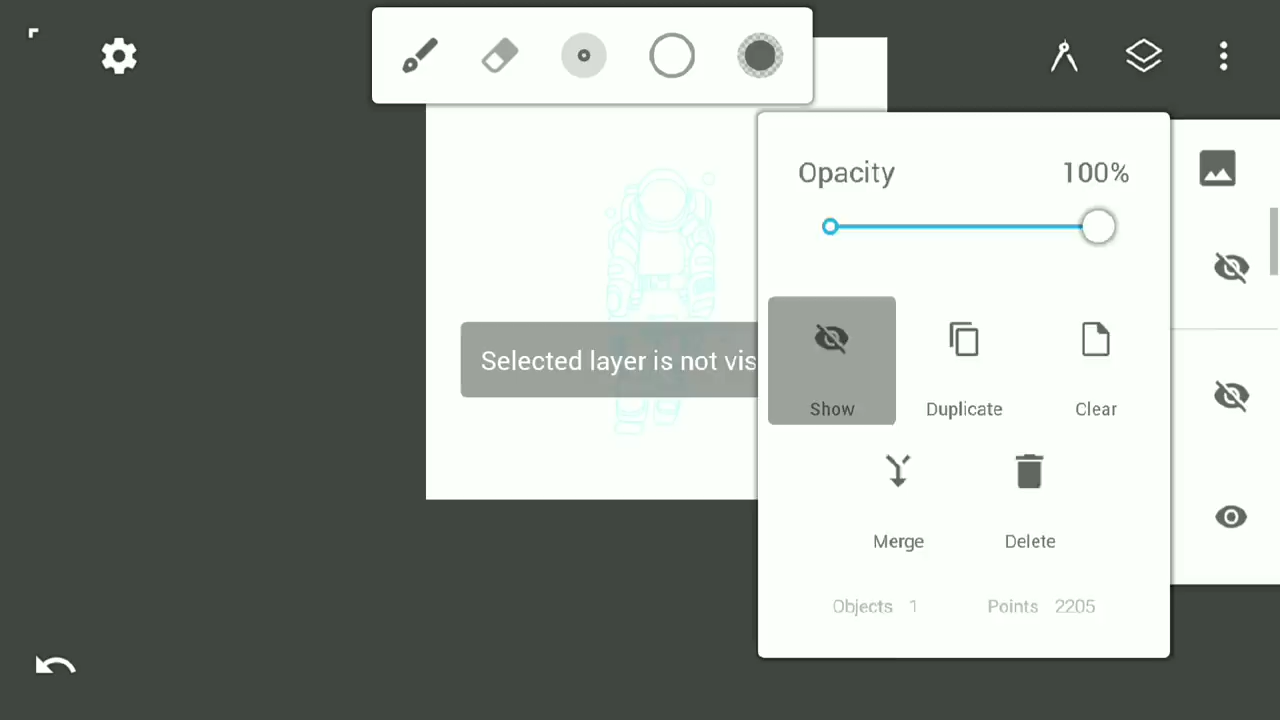 Opacity 100%
Selected layer is not vis
Show Duplicate Clear
Merge Delete
Objects 1 Points 2205